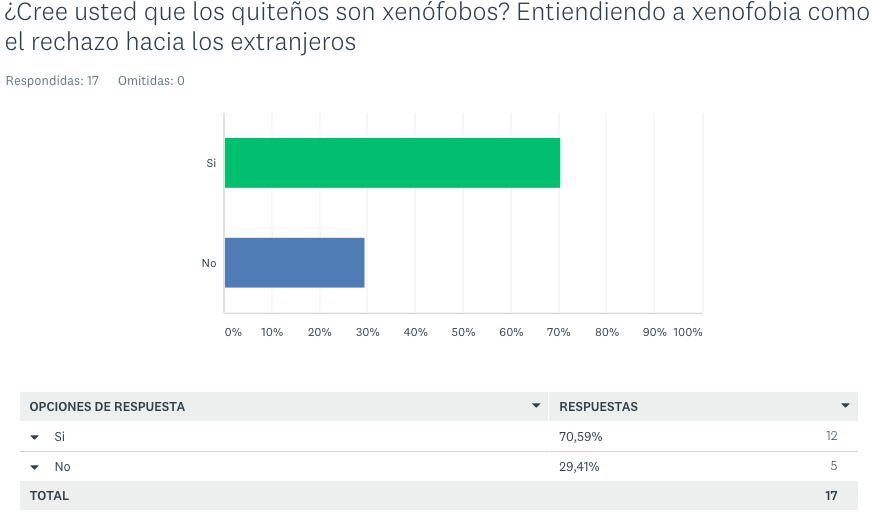 ¿Cree usted que los quiteños son xenófobos? Entiendiendo a xenofobia como
el rechazo hacia los extranjeros
Respondidas: 17 Omitidas: 0
Si
No
0% 10% 20% 30% 40% 50% 60% 70% 80% 90% 100%
OPCIONES DE RESPUESTA RESPUESTAS
Si 70,59% 12
No 29,41% 5
TOTAL 17